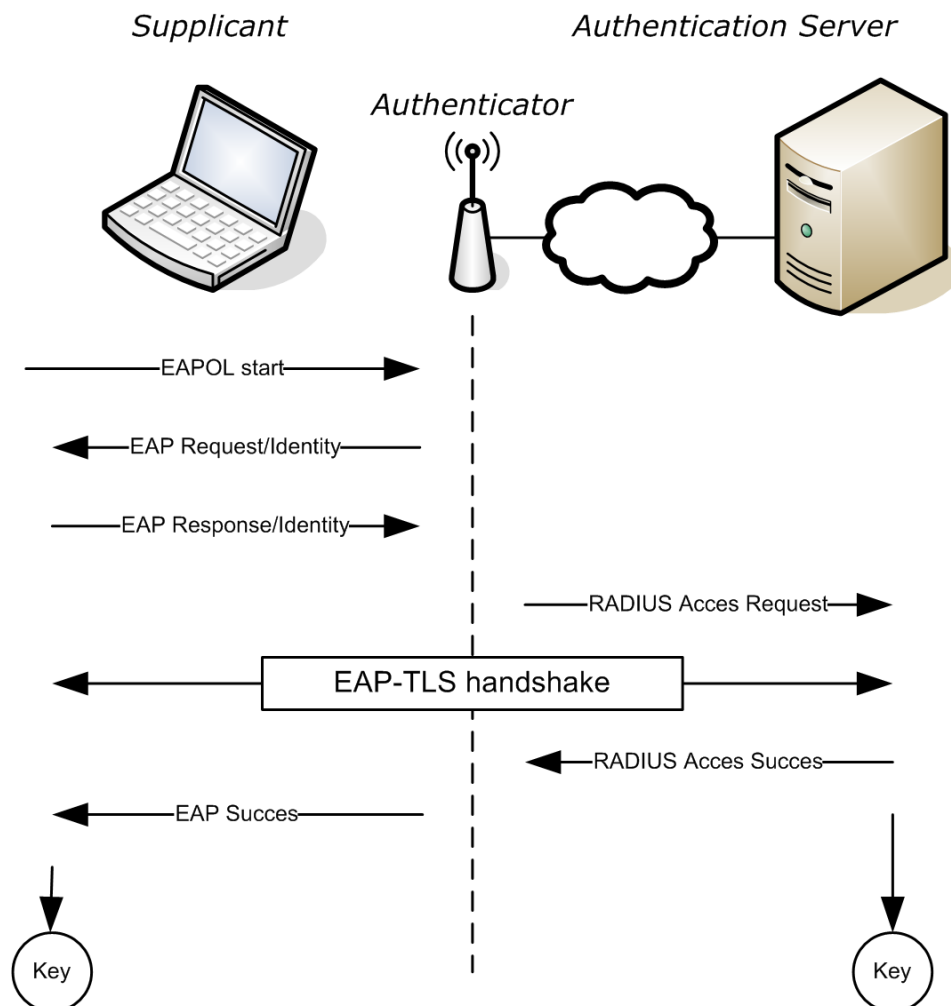 Supplicant
Authentication Server
Authenticator
EAPOL start
EAP Request/Identity
EAP Response/Identity
RADIUS Acces Request
EAP-TLS handshake
RADIUS Acces Succes
EAP Succes
Key
Key